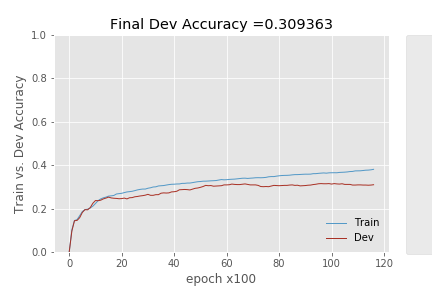 Final Dev Accuracy =0.309363
Train vs. Dev Accuracy
1.0
0.8
0.6
0.4
0.2
0.0
Train
Dev
0 20 40 60 80 100 120
epoch x100